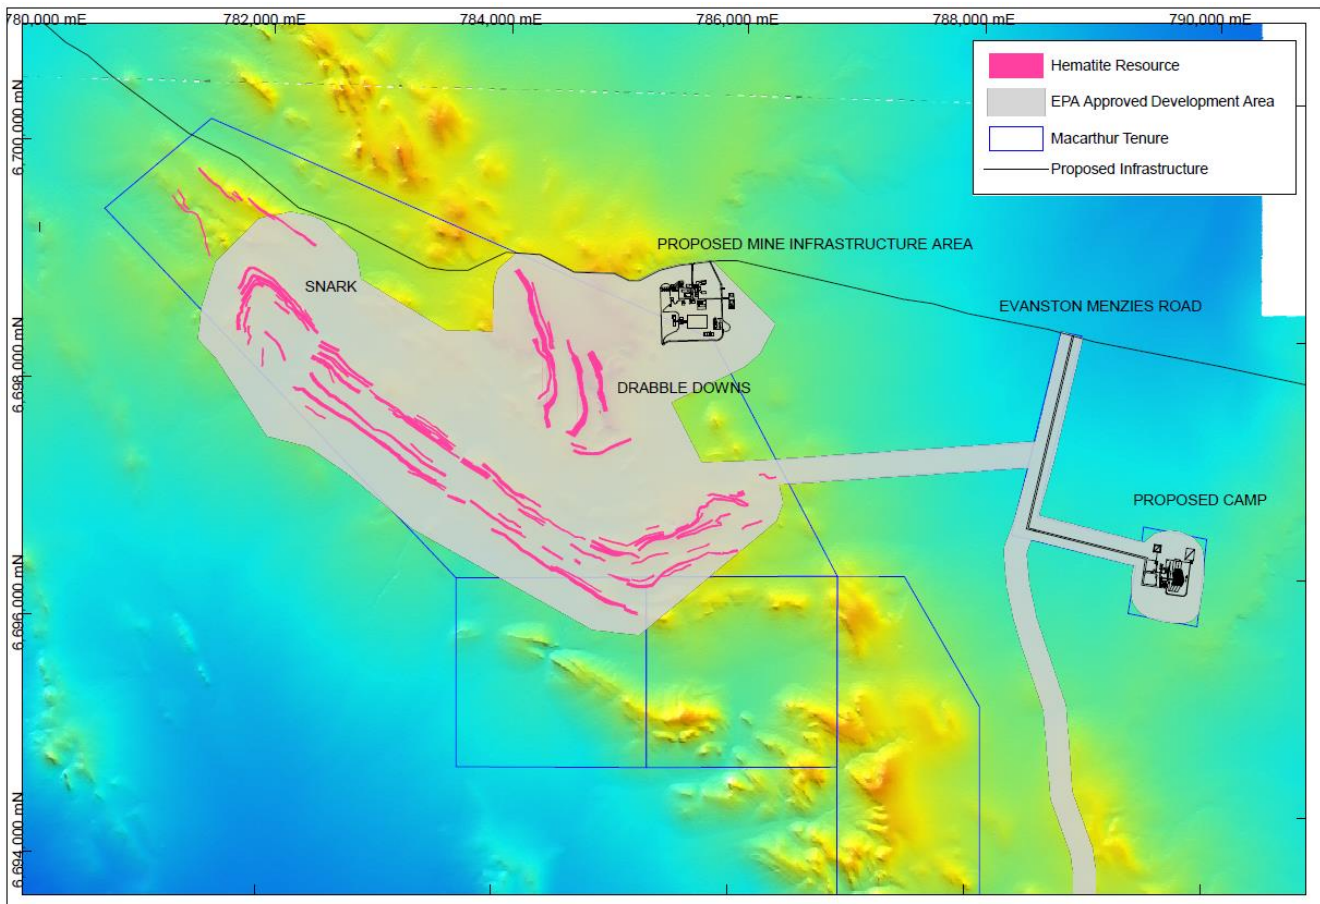 780,000 mE
782,000 mE
784,000 mE
786,000 mE
788,000 mE
790,000 mE
Hematite Resource
EPA Approved Development Area
Macarthur Tenure
Proposed Infrastructure
6,700,000 mN
6,698,000 mN
6,696,000 mN
6,694,000 mN
PROPOSED MINE INFRASTRUCTURE AREA
SNARK
EVANSTON MENZIES ROAD
DRABBLE DOWNS
PROPOSED CAMP